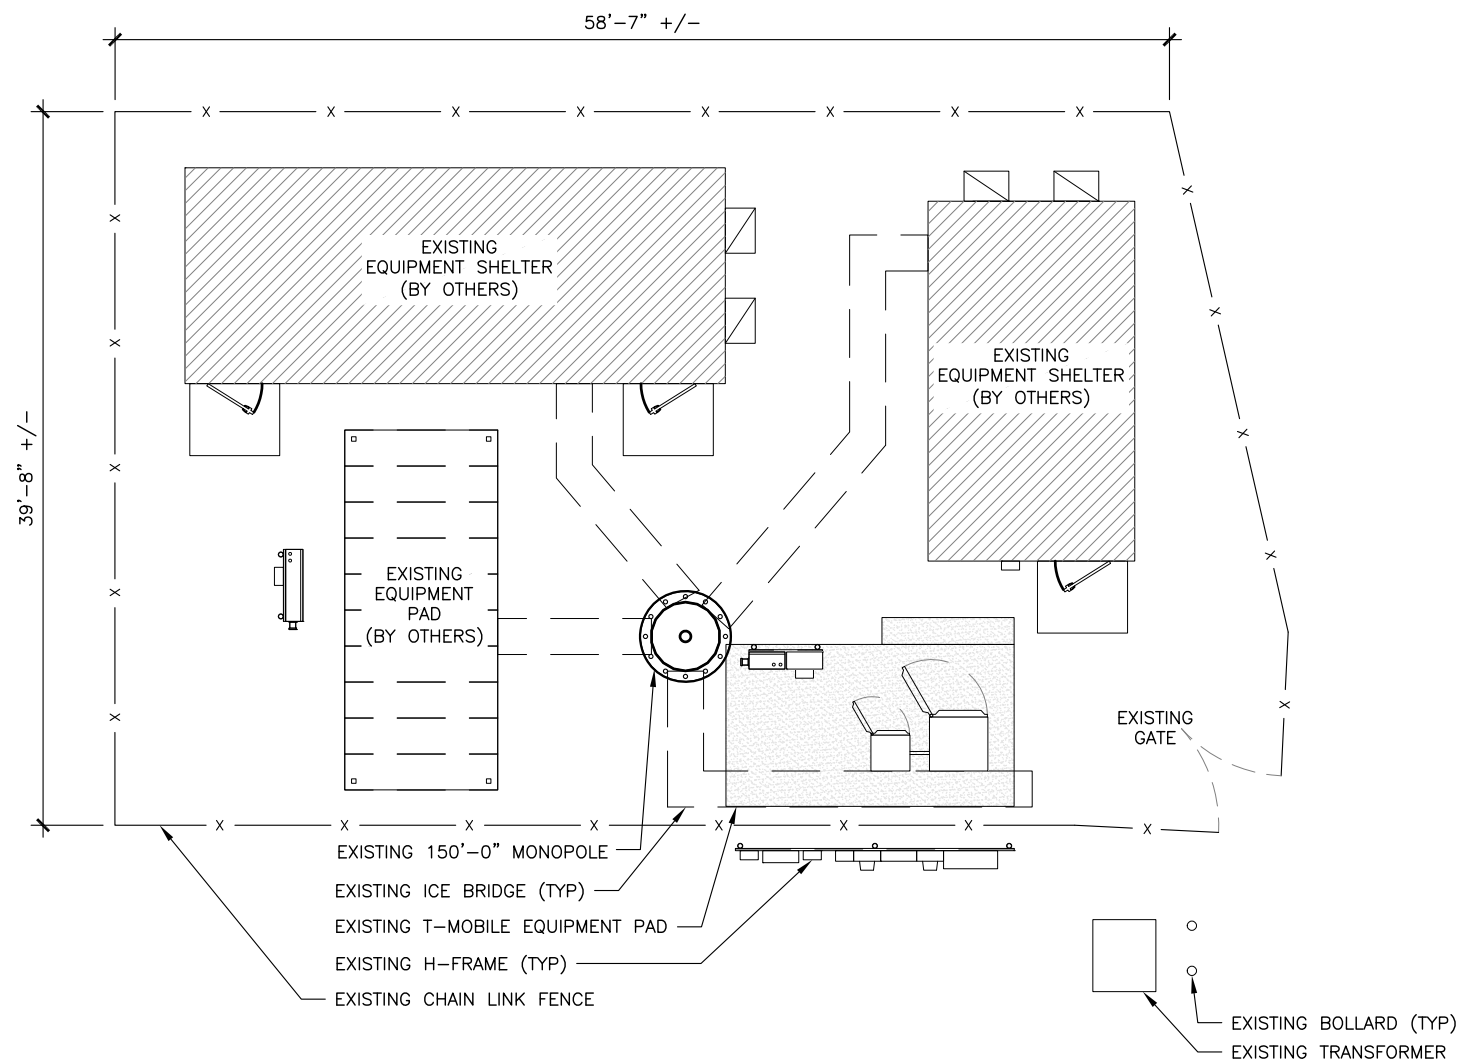 58'-7" +/-
39'-8" +/-
EXISTING
EQUIPMENT SHELTER
(BY OTHERS)
EXISTING
EQUIPMENT SHELTER
(BY OTHERS)
EXISTING
EQUIPMENT
PAD
(BY OTHERS)
EXISTING
GATE
EXISTING 150'-0" MONOPOLE
EXISTING ICE BRIDGE (TYP)
EXISTING T-MOBILE EQUIPMENT PAD
EXISTING H-FRAME (TYP)
EXISTING CHAIN LINK FENCE
EXISTING BOLLARD (TYP)
EXISTING TRANSFORMER